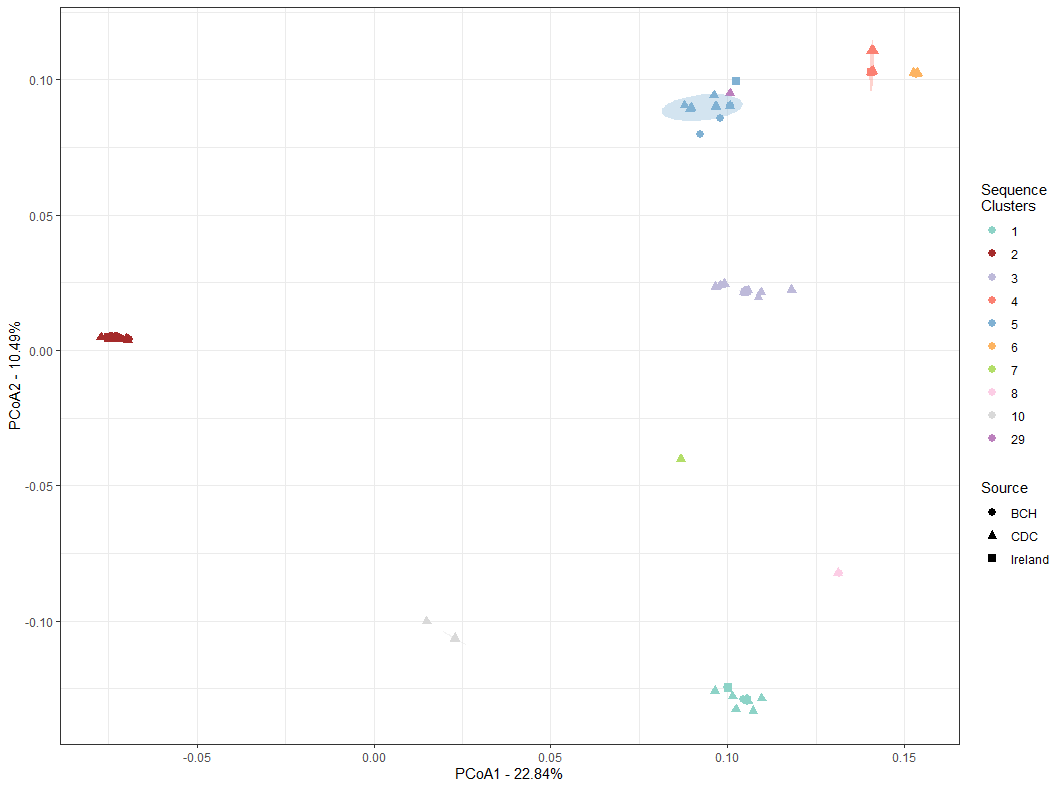 0.10
0.05
0.00
-0.05
-0.10
PCoA2 - 10.49%
-0.05
0.00
0.05
0.10
0.15
PCoA1 - 22.84%
Sequence
Clusters
1
2
3
4
5
6
7
8
10
29
Source
BCH
CDC
Ireland